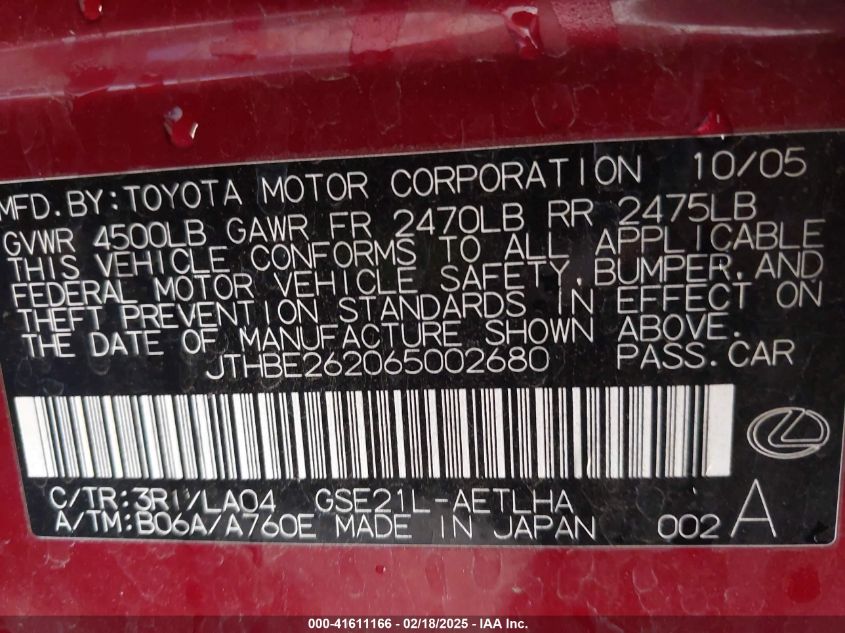 MFD. BY: TOYOTA MOTOR CORPORATION 10/05
GVWR 4500LB GAWR FR 2470LB RR 2475LB
THIS VEHICLE CONFORMS TO ALL APPLICABLE
FEDERAL MOTOR VEHICLE SAFETY, BUMPER, AND
THEFT PREVENTION STANDARDS IN EFFECT ON
THE DATE OF MANUFACTURE SHOWN ABOVE.
JTHBE262065002680 PASS. CAR
C/TR: /LA04 GSE21L-AETLHA
A/TM: B06A/A760E MADE IN JAPAN 002 A
000-41611166 - 02/18/2025 - IAA Inc.